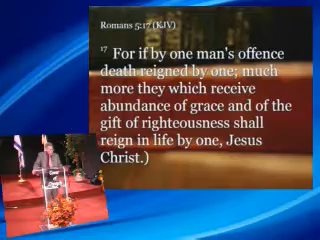 Romans 5:17 (KJV)
17 For if by one man's offence
death reigned by one; much
more they which receive
abundance of grace and of the
gift of righteousness shall
reign in life by one, Jesus
Christ.)